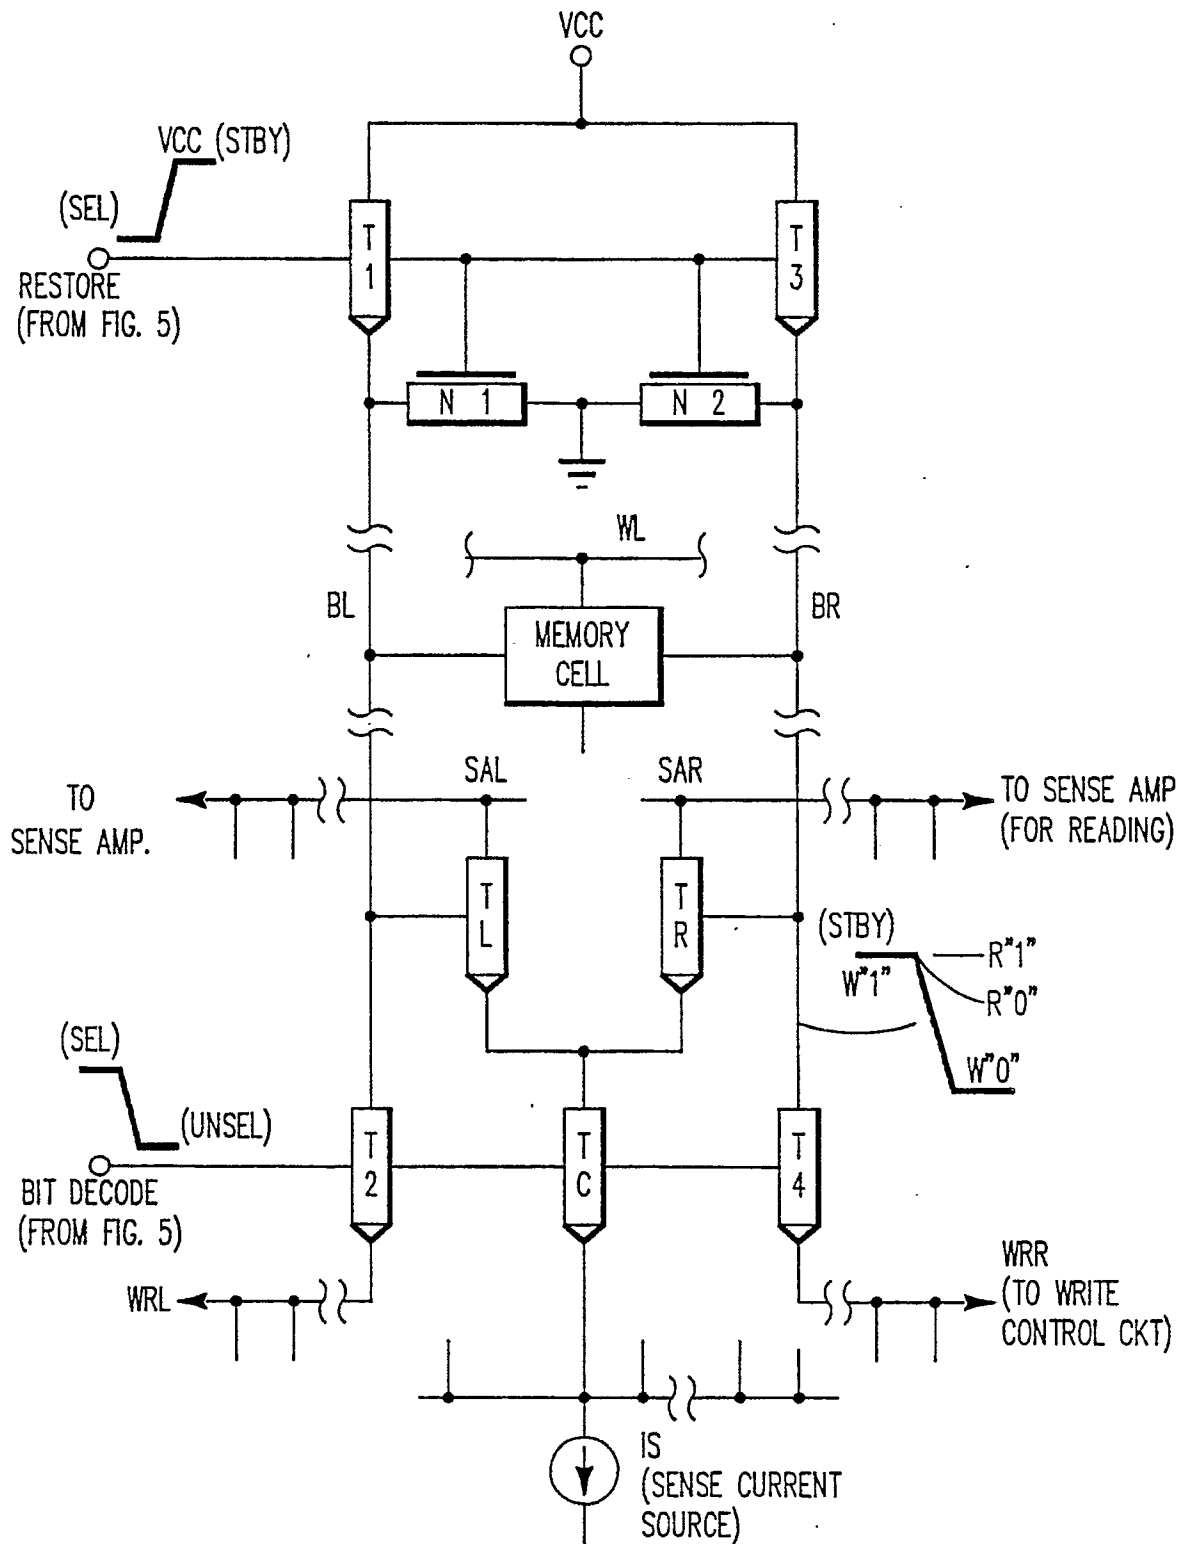 VCC
VCC (STBY)
(SEL)
T
1
T
3
RESTORE
(FROM FIG. 5)
N 1
N 2
WL
BL
BR
MEMORY
CELL
SAL
SAR
TO
SENSE AMP.
TO SENSE AMP
(FOR READING)
T
L
T
R
(STBY)
W"1"
R"1"
R"0"
W"0"
(SEL)
(UNSEL)
T
2
T
C
T
4
BIT DECODE
(FROM FIG. 5)
WRL
WRR
(TO WRITE
CONTROL CKT)
IS
(SENSE CURRENT
SOURCE)